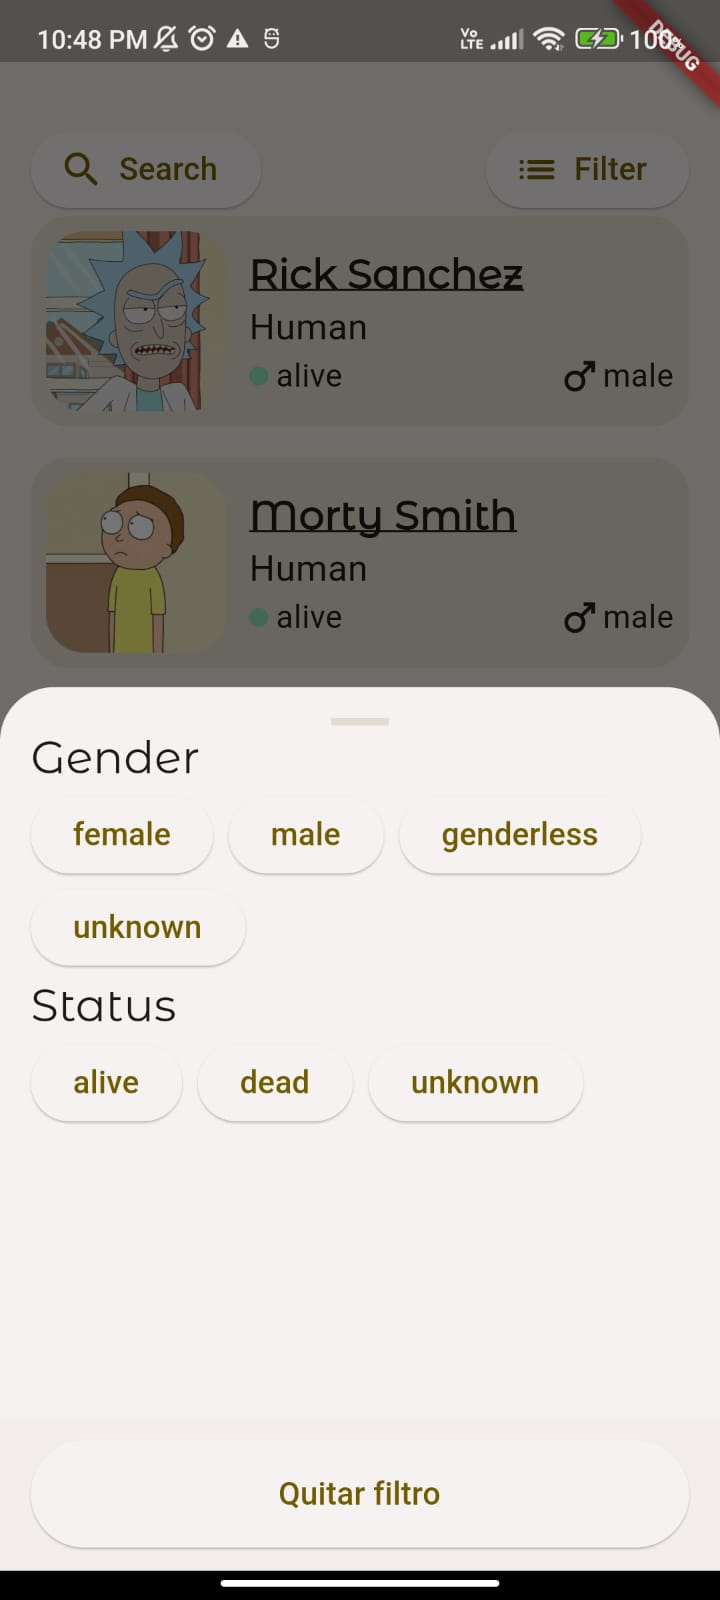 10:48 PM Vo LTE 100%
DEBUG
Search Filter
Rick Sanchez
Human
alive male
Morty Smith
Human
alive male
Gender
female male genderless
unknown
Status
alive dead unknown
Quitar filtro